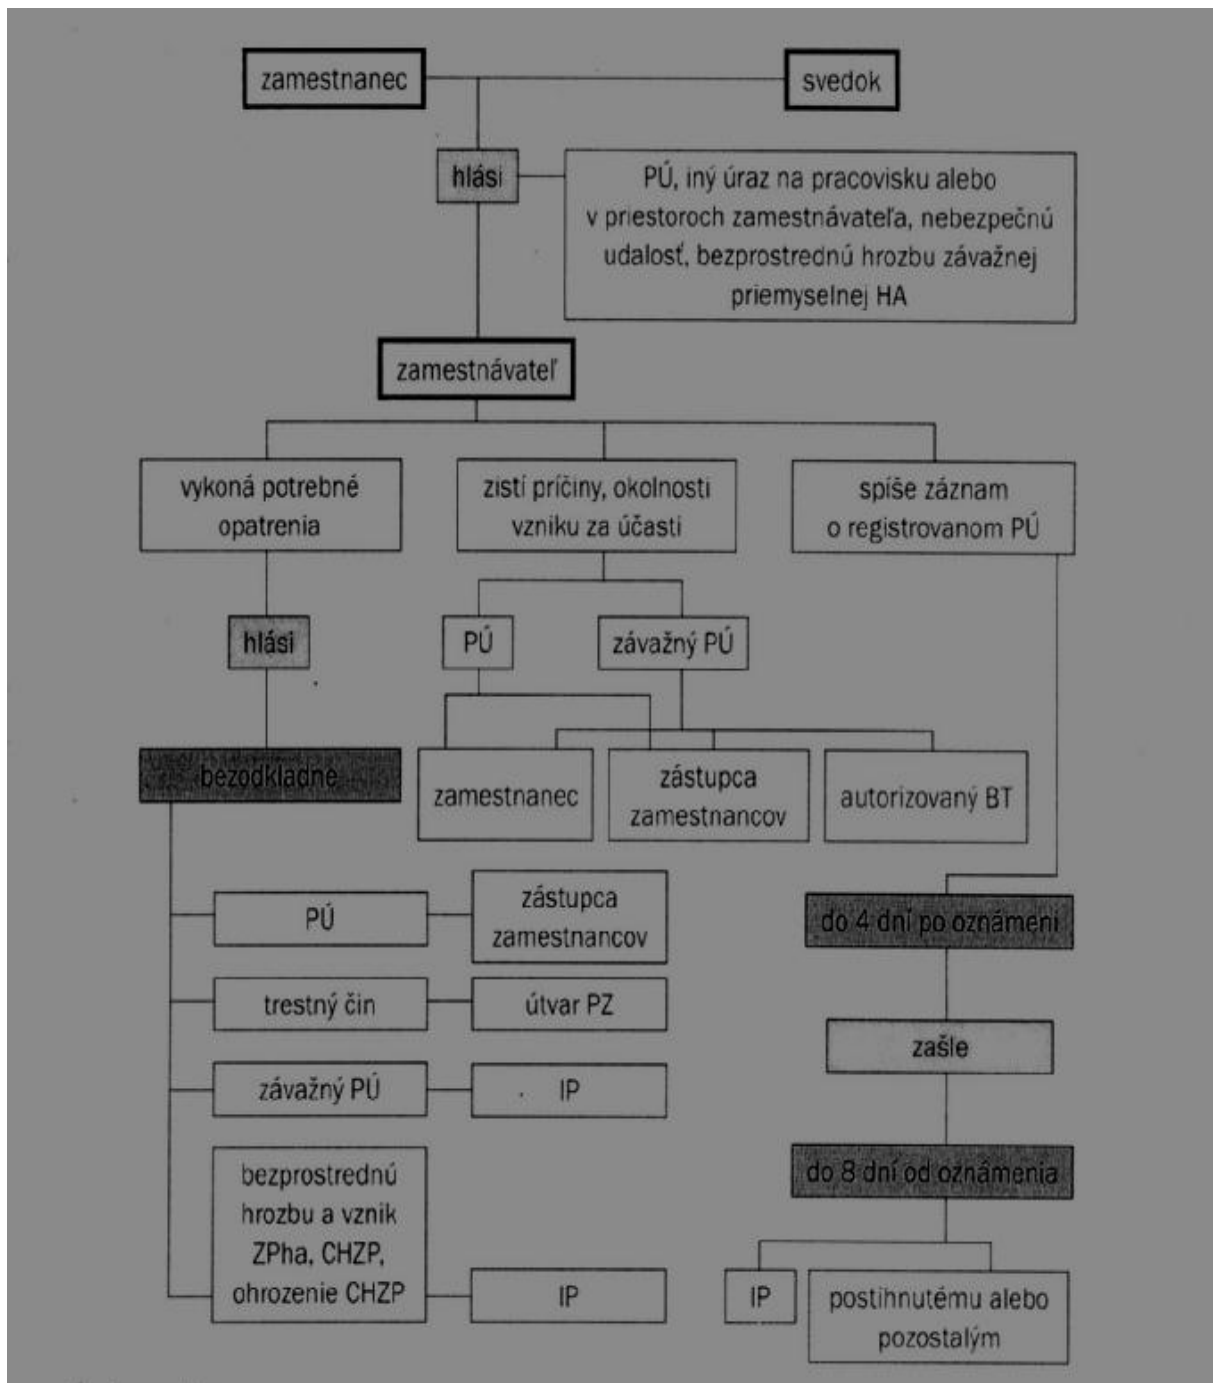 zamestnanec
svedok
hlási
PÚ, iný úraz na pracovisku alebo
v priestoroch zamestnávateľa, nebezpečnú
udalosť, bezprostrednú hrozbu závažnej
priemyselnej HA
zamestnávateľ
vykoná potrebné
opatrenia
zistí príčiny, okolnosti
vzniku za účasti
spíše záznam
o registrovanom PÚ
hlási
PÚ
závažný PÚ
bezodkladne
zamestnanec
zástupca
zamestnancov
autorizovaný BT
PÚ
zástupca
zamestnancov
do 4 dní po oznámení
trestný čin
útvar PZ
zašle
závažný PÚ
IP
do 8 dní od oznámenia
bezprostrednú
hrozbu a vznik
ZPha, CHZP,
ohrozenie CHZP
IP
IP
postihnutému alebo
pozostalým